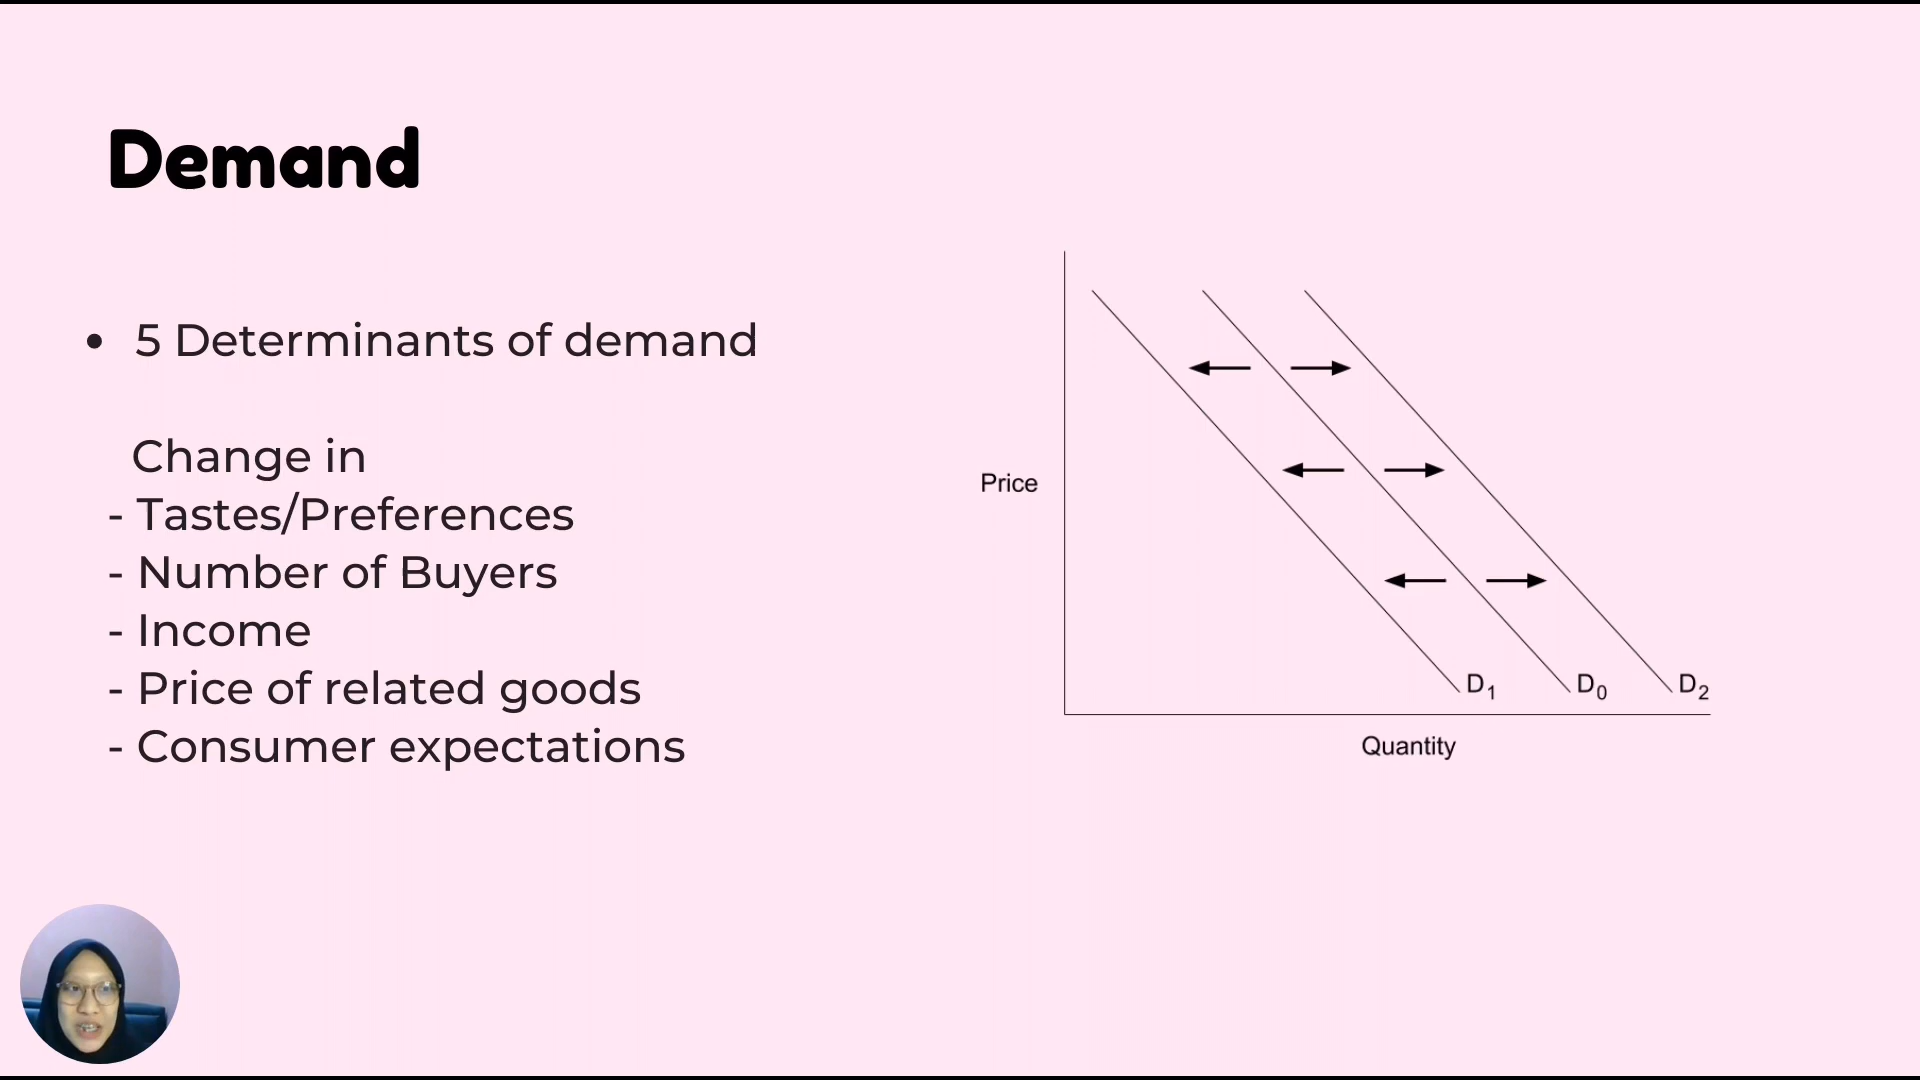 Demand
• 5 Determinants of demand
Change in
- Tastes/Preferences
- Number of Buyers
- Income
- Price of related goods
- Consumer expectations
Price
D1
D0
D2
Quantity